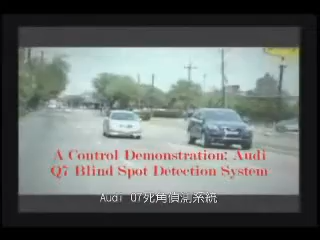 A Control Demonstration: Audi
Q7 Blind Spot Detection System
Audi Q7死角偵測系統